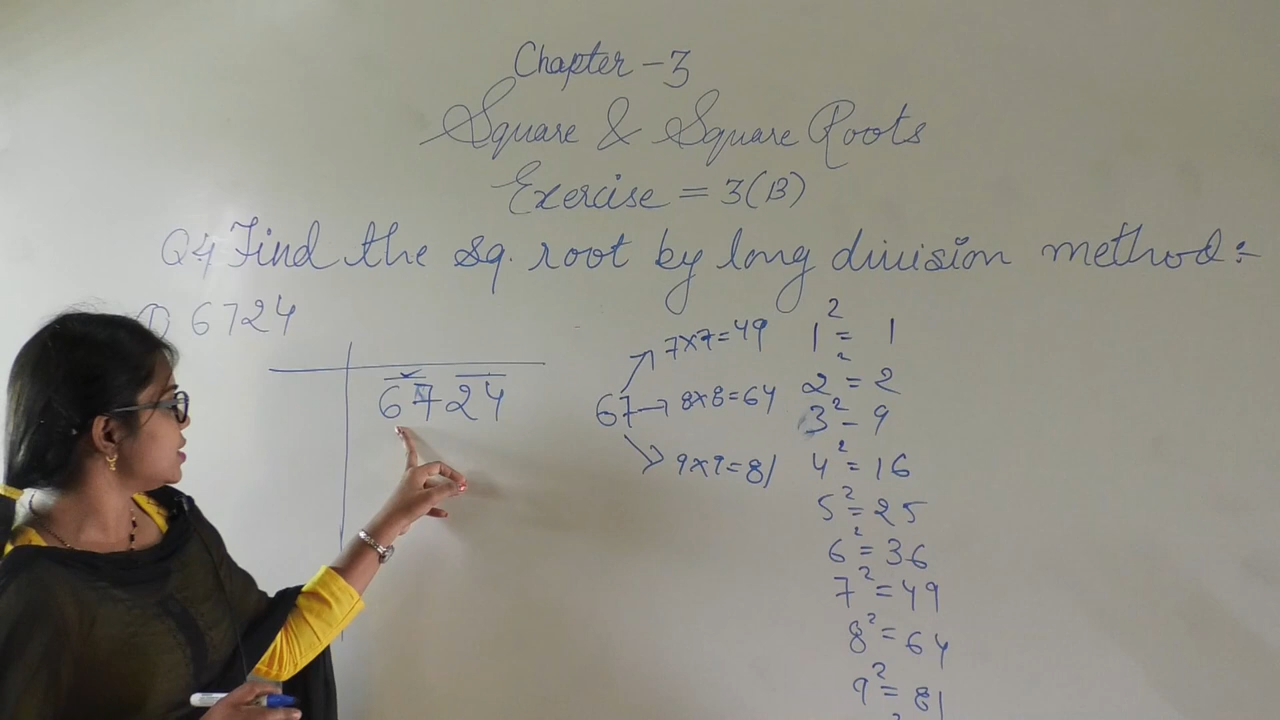 Chapter - 3
Square & Square Roots
Exercise = 3(B)
Q4 Find the sq. root by long division method :-
6724
67 24
67
7×7=49
8×8=64
9×9=81
1² = 1
2² = 2
3² - 9
4² = 16
5² = 25
6² = 36
7² = 49
8² = 64
9² = 81